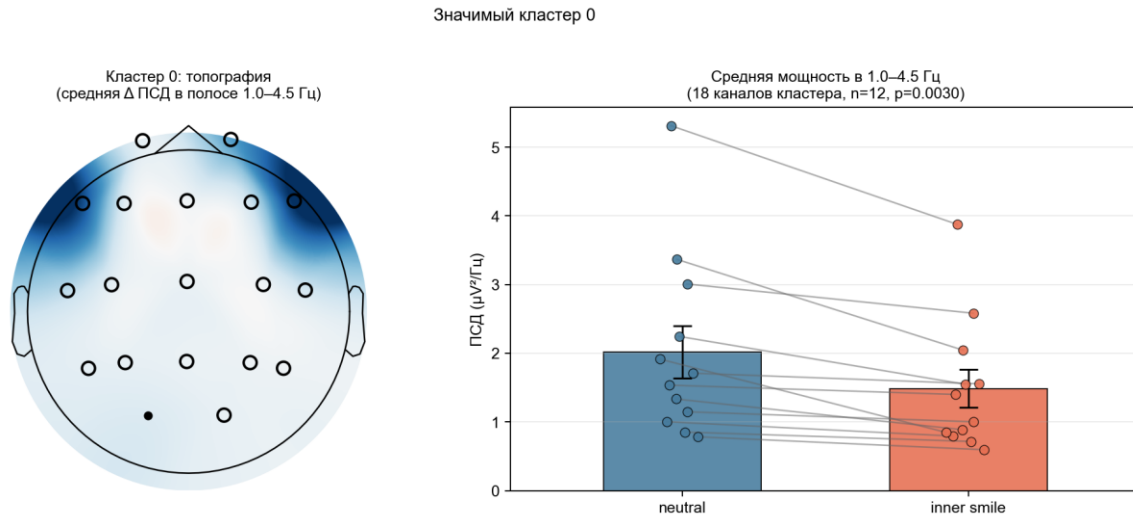 Значимый кластер 0
Кластер 0: топография
(средняя Δ ПСД в полосе 1.0–4.5 Гц)
Средняя мощность в 1.0–4.5 Гц
(18 каналов кластера, n=12, p=0.0030)
ПСД (μV²/Гц)
5
4
3
2
1
0
neutral
inner smile